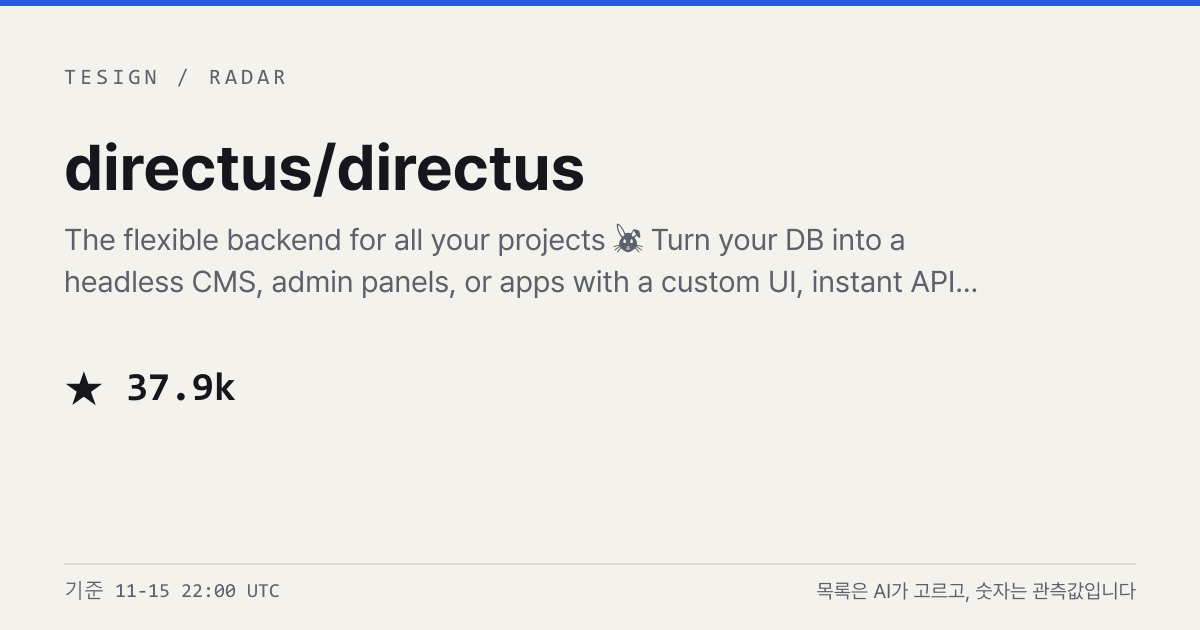 TESIGN / RADAR
directus/directus
The flexible backend for all your projects 🐰 Turn your DB into a
headless CMS, admin panels, or apps with a custom UI, instant API…
★ 37.9k
기준 11-15 22:00 UTC
목록은 AI가 고르고, 숫자는 관측값입니다